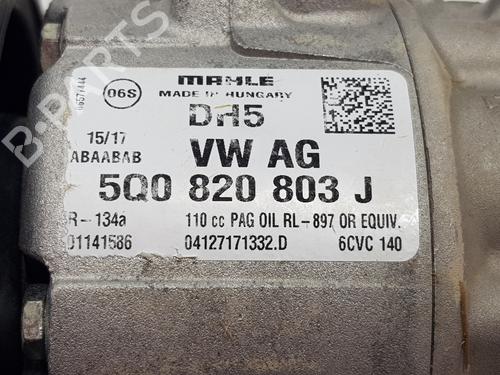 MAHLE
06S
MADE IN HUNGARY
DH5
15/17
ABAABAB
VW AG
5Q0 820 803 J
R-134a
110 cc PAG OIL RL-897 OR EQUIV.
01141586
04127171332.D
6CVC 140
B-PARTS